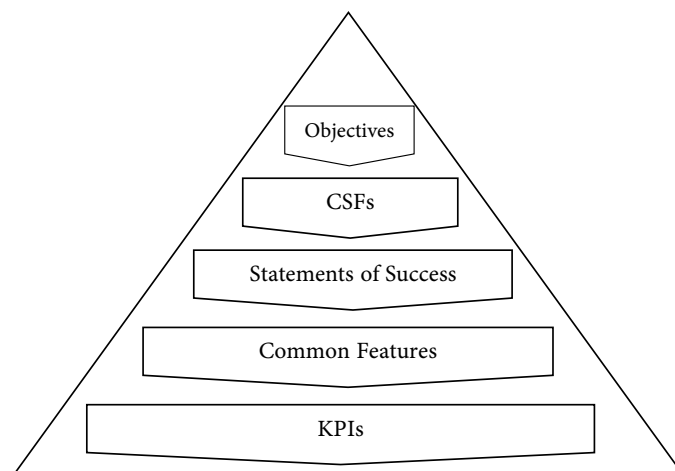 Objectives
CSFs
Statements of Success
Common Features
KPIs